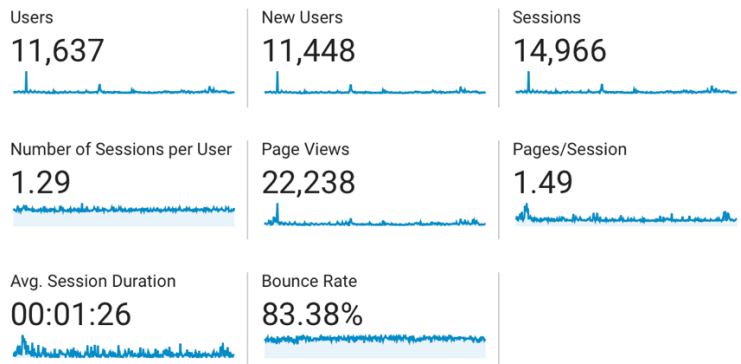 Users
11,637
New Users
11,448
Sessions
14,966
Number of Sessions per User
1.29
Page Views
22,238
Pages/Session
1.49
Avg. Session Duration
00:01:26
Bounce Rate
83.38%